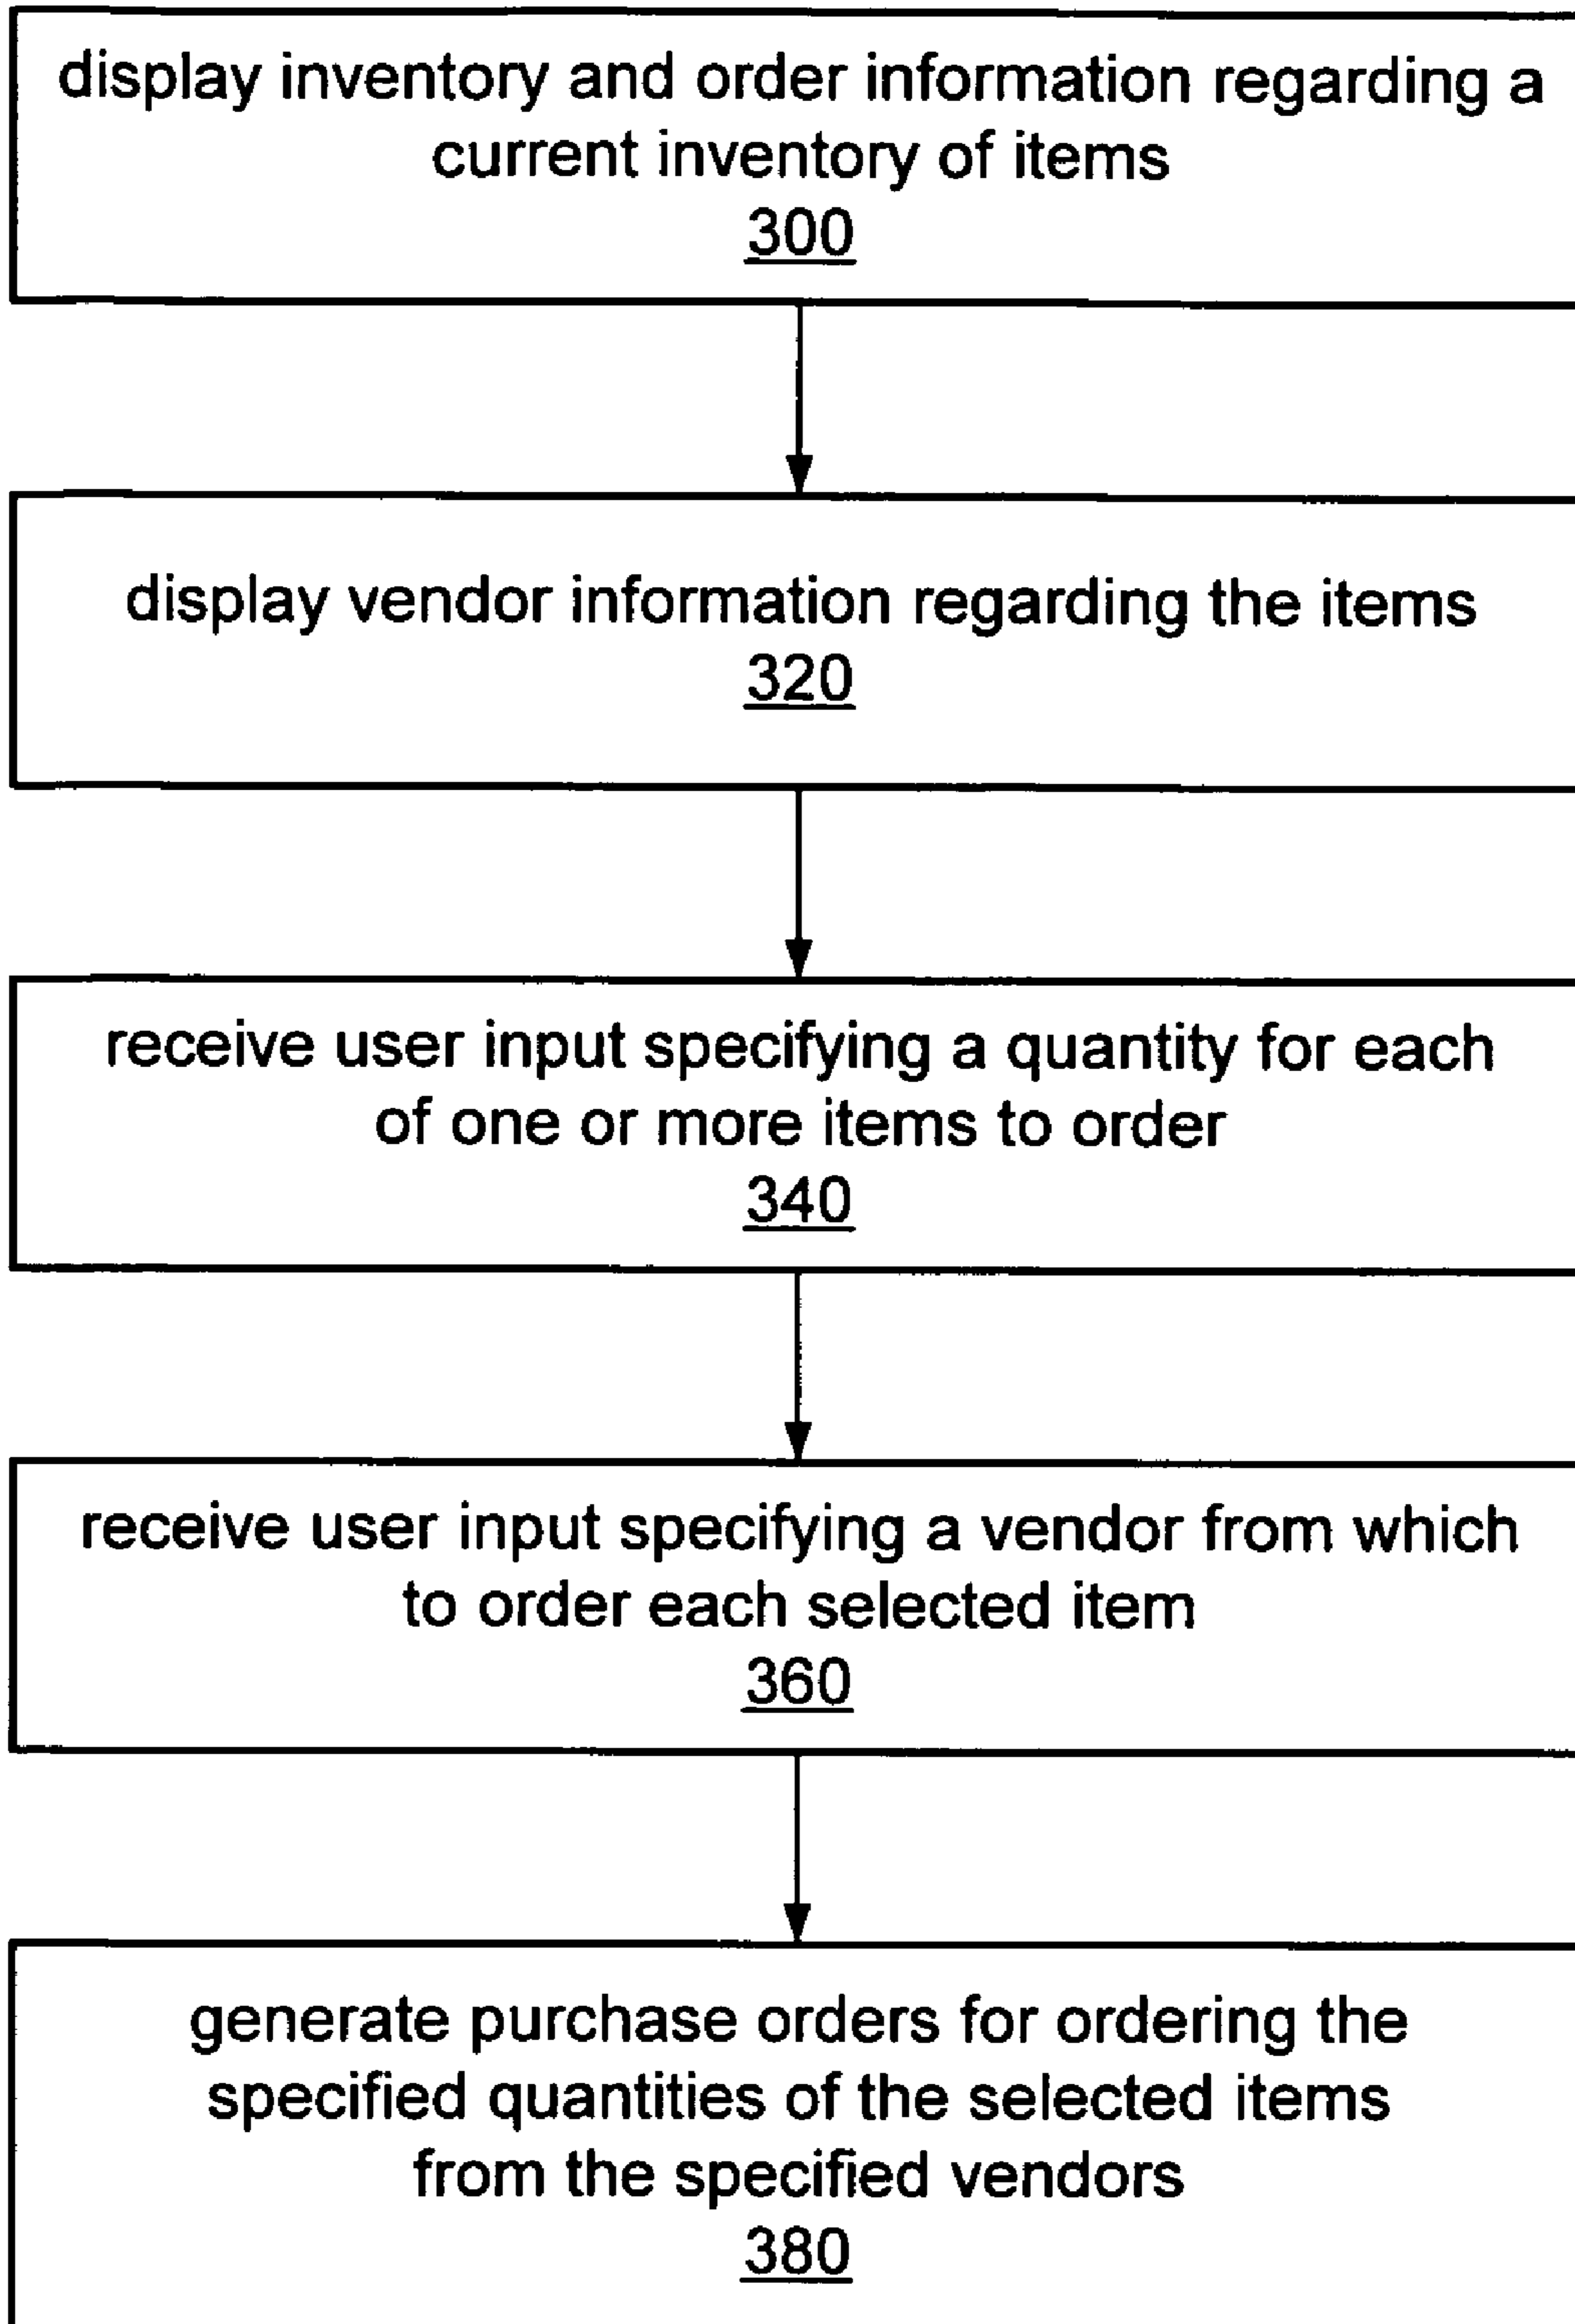 display inventory and order information regarding a
current inventory of items
300
display vendor information regarding the items
320
receive user input specifying a quantity for each
of one or more items to order
340
receive user input specifying a vendor from which
to order each selected item
360
generate purchase orders for ordering the
specified quantities of the selected items
from the specified vendors
380